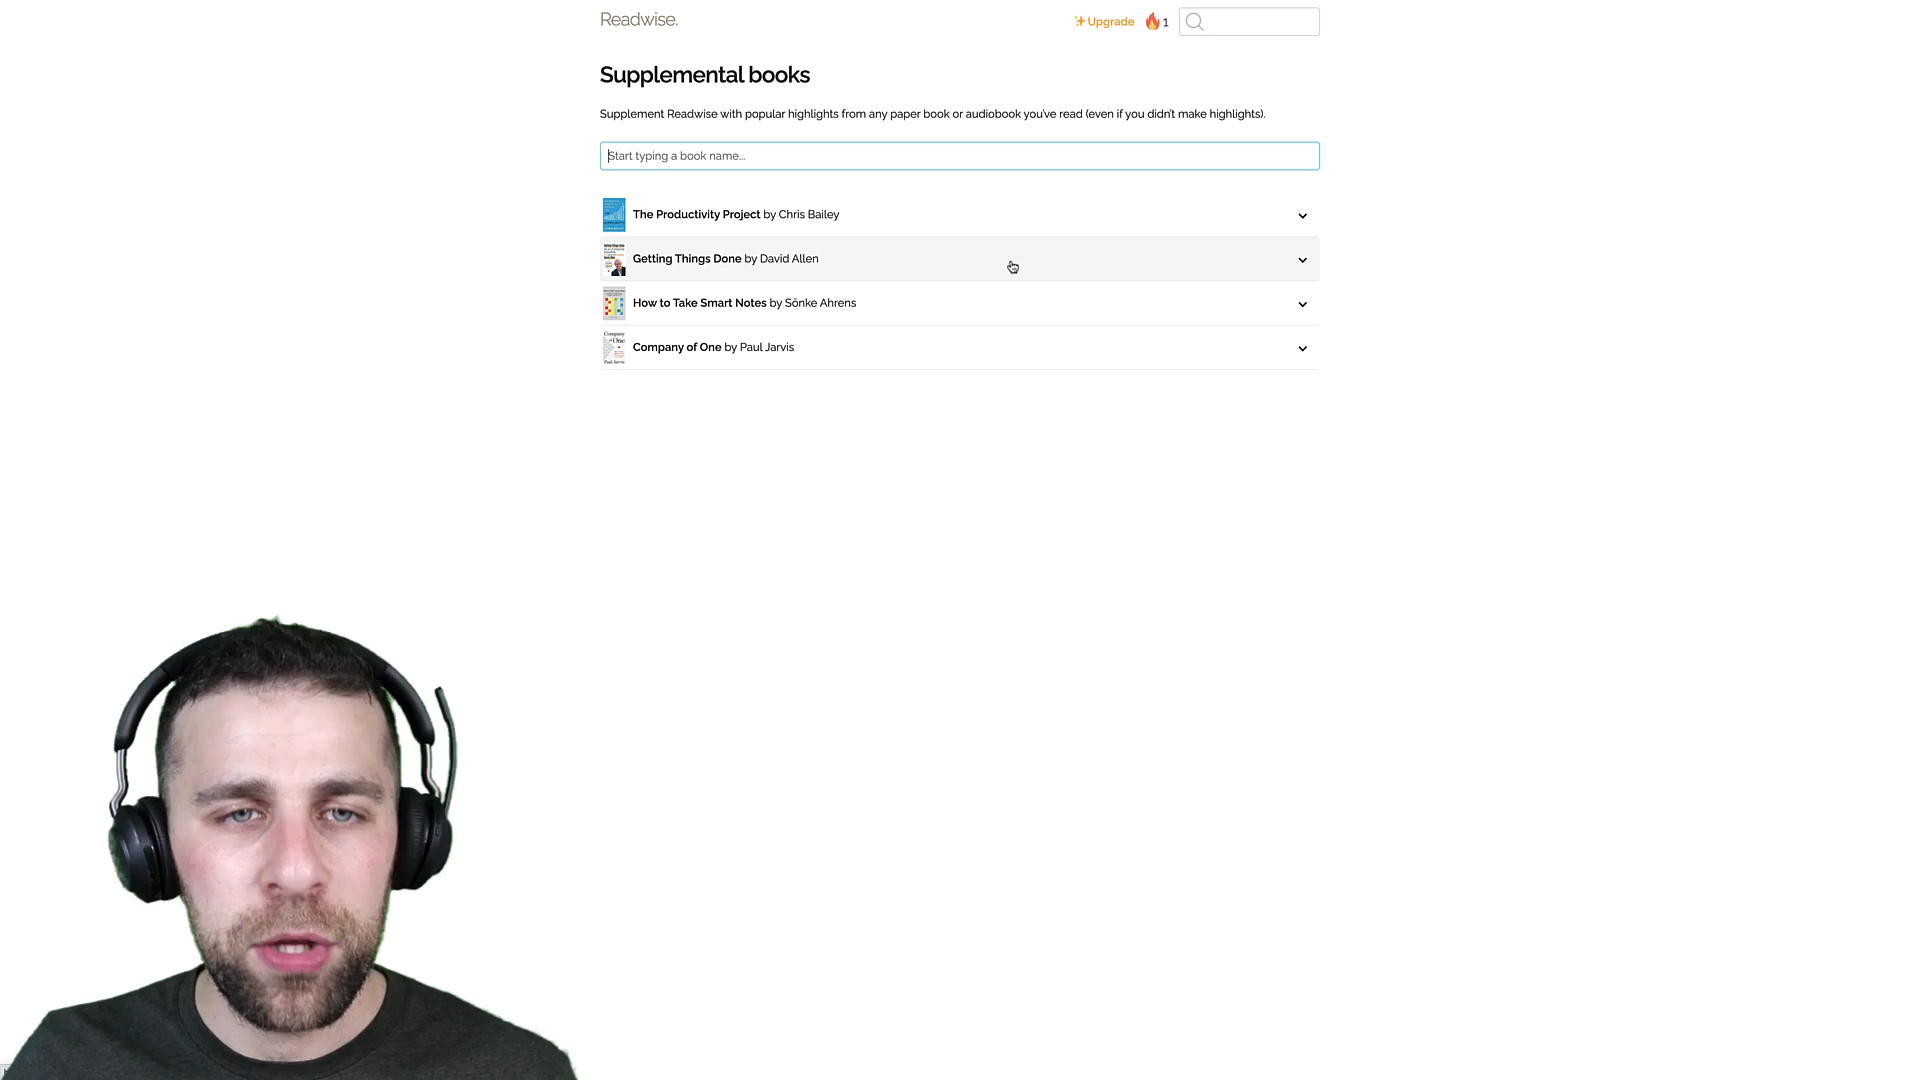 Readwise.
Upgrade
1
Supplemental books
Supplement Readwise with popular highlights from any paper book or audiobook you've read (even if you didn't make highlights).
Start typing a book name...
The Productivity Project by Chris Bailey
Getting Things Done by David Allen
How to Take Smart Notes by Sönke Ahrens
Company of One by Paul Jarvis